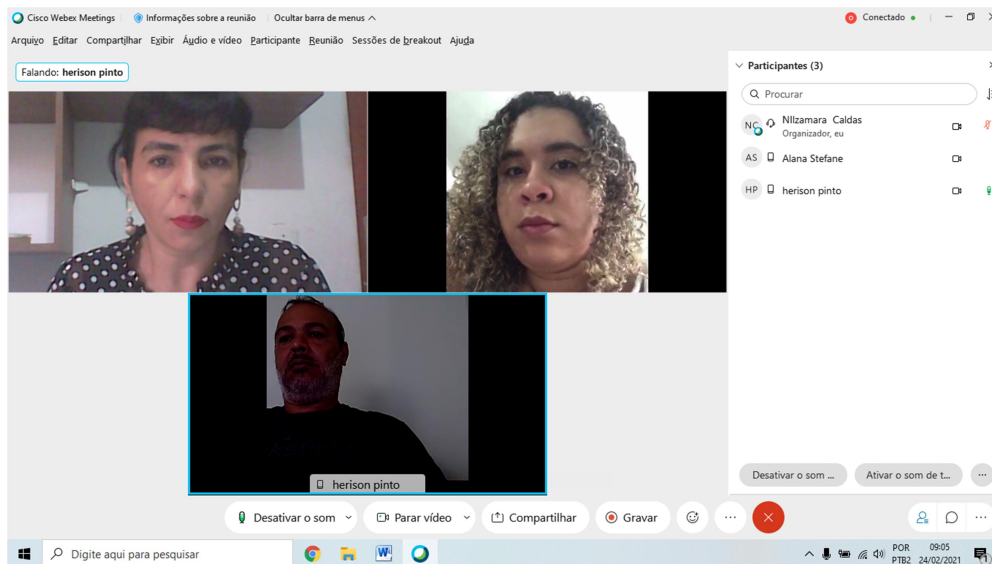 Cisco Webex Meetings
Informações sobre a reunião
Ocultar barra de menus
Conectado
Arquivo Editar Compartilhar Exibir Áudio e vídeo Participante Reunião Sessões de breakout Ajuda
Falando: herison pinto
Participantes (3)
Procurar
NC
NIlzamara Caldas
Organizador, eu
AS
Alana Stefane
HP
herison pinto
herison pinto
Desativar o som ...
Ativar o som de t...
Desativar o som
Parar vídeo
Compartilhar
Gravar
Digite aqui para pesquisar
POR
PTB2
09:05
24/02/2021
1